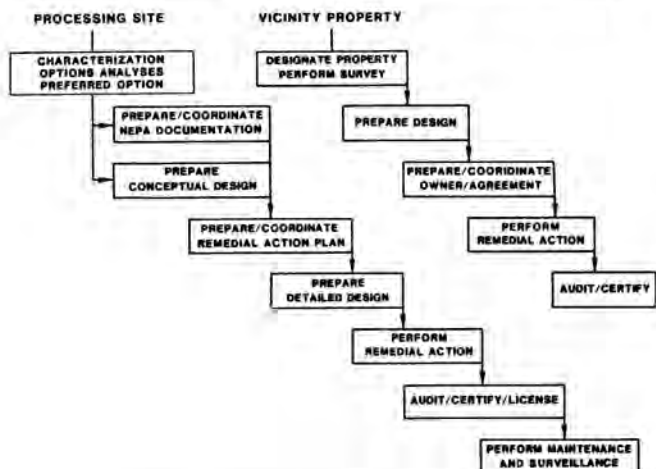 PROCESSING SITE
CHARACTERIZATION
OPTIONS ANALYSES
PREFERRED OPTION
PREPARE/COORDINATE
NEPA DOCUMENTATION
PREPARE
CONCEPTUAL DESIGN
PREPARE/COORDINATE
REMEDIAL ACTION PLAN
PREPARE
DETAILED DESIGN
PERFORM
REMEDIAL ACTION
AUDIT/CERTIFY/LICENSE
PERFORM MAINTENANCE
AND SURVEILLANCE
VICINITY PROPERTY
DESIGNATE PROPERTY
PERFORM SURVEY
PREPARE DESIGN
PREPARE/COORIDINATE
OWNER/AGREEMENT
PERFORM
REMEDIAL ACTION
AUDIT/CERTIFY